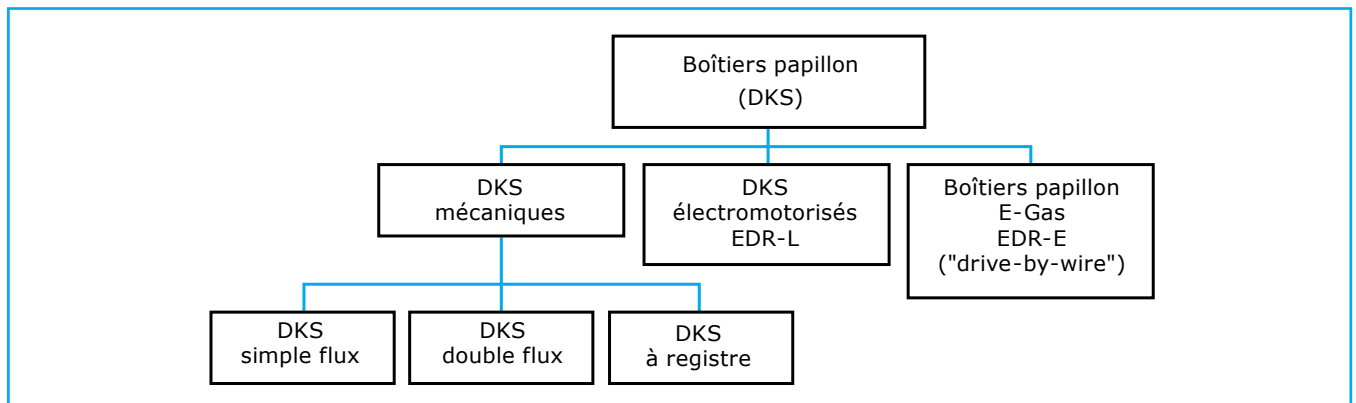 Boîtiers papillon
(DKS)
DKS
mécaniques
DKS
électromotorisés
EDR-L
Boîtiers papillon
E-Gas
EDR-E
("drive-by-wire")
DKS
simple flux
DKS
double flux
DKS
à registre